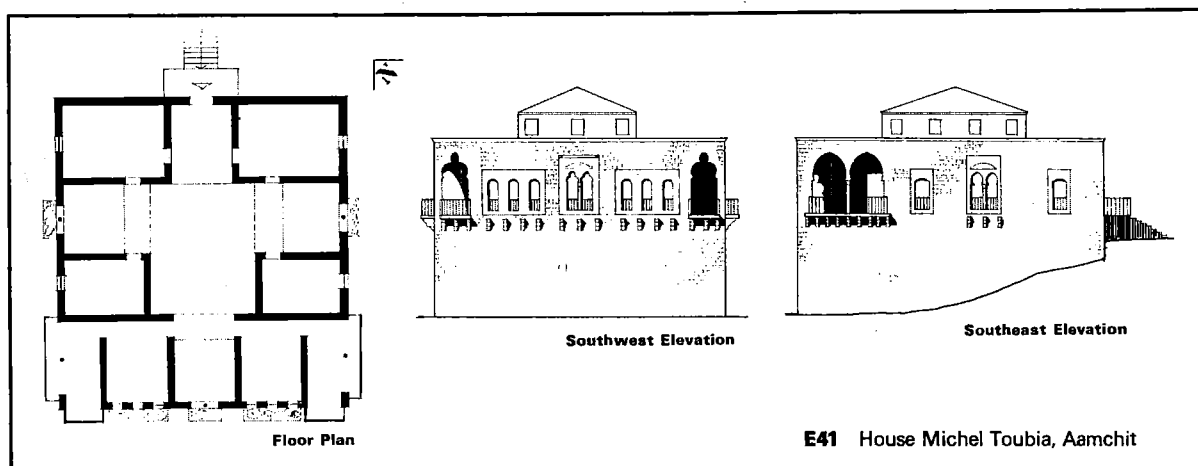 Floor Plan
Southwest Elevation
Southeast Elevation
E41 House Michel Toubia, Aamchit